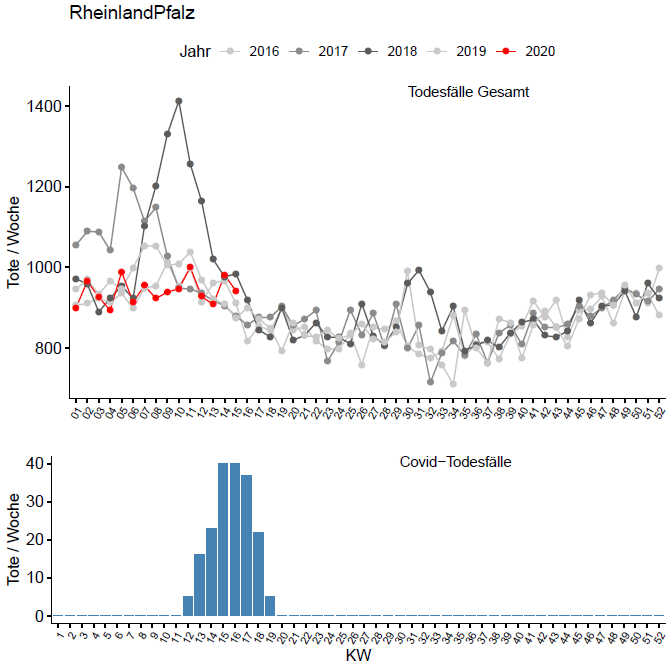 RheinlandPfalz
Jahr 2016 2017 2018 2019 2020
Todesfälle Gesamt
Tote / Woche
1400
1200
1000
800
01 02 03 04 05 06 07 08 09 10 11 12 13 14 15 16 17 18 19 20 21 22 23 24 25 26 27 28 29 30 31 32 33 34 35 36 37 38 39 40 41 42 43 44 45 46 47 48 49 50 51 52
Covid−Todesfälle
Tote / Woche
40
30
20
10
0
1 2 3 4 5 6 7 8 9 10 11 12 13 14 15 16 17 18 19 20 21 22 23 24 25 26 27 28 29 30 31 32 33 34 35 36 37 38 39 40 41 42 43 44 45 46 47 48 49 50 51 52
KW